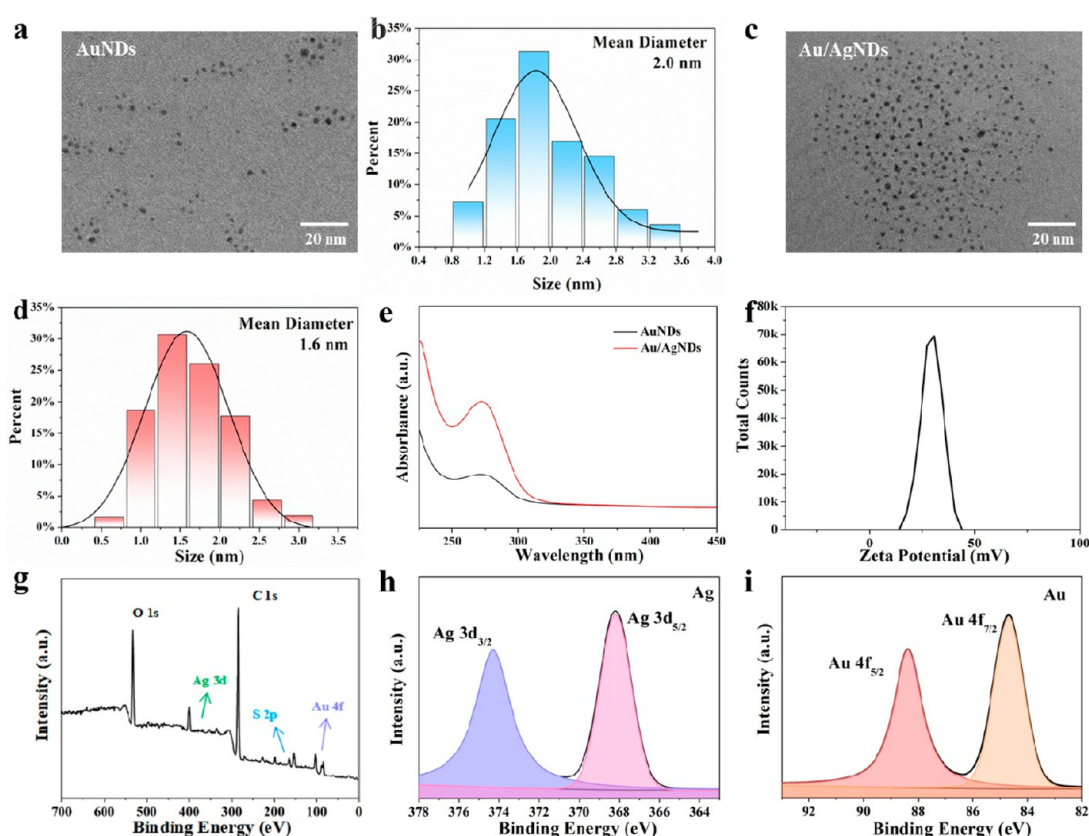 a
AuNDs
20 nm
b
Mean Diameter
2.0 nm
35%
30%
25%
20%
15%
10%
5%
0%
Percent
0.4 0.8 1.2 1.6 2.0 2.4 2.8 3.2 3.6 4.0
Size (nm)
c
Au/AgNDs
20 nm
d
Mean Diameter
1.6 nm
35%
30%
25%
20%
15%
10%
5%
0%
Percent
0.0 0.5 1.0 1.5 2.0 2.5 3.0 3.5
Size (nm)
e
AuNDs
Au/AgNDs
Absorbance (a.u.)
250 300 350 400 450
Wavelength (nm)
f
80k
70k
60k
50k
40k
30k
20k
10k
0
Total Counts
0 50 100
Zeta Potential (mV)
g
O 1s
C 1s
Ag 3d
S 2p
Au 4f
Intensity (a.u.)
700 600 500 400 300 200 100 0
Binding Energy (eV)
h
Ag
Ag 3d3/2
Ag 3d5/2
Intensity (a.u.)
378 376 374 372 370 368 366 364
Binding Energy (eV)
i
Au
Au 4f5/2
Au 4f7/2
Intensity (a.u.)
92 90 88 86 84 82
Binding Energy (eV)